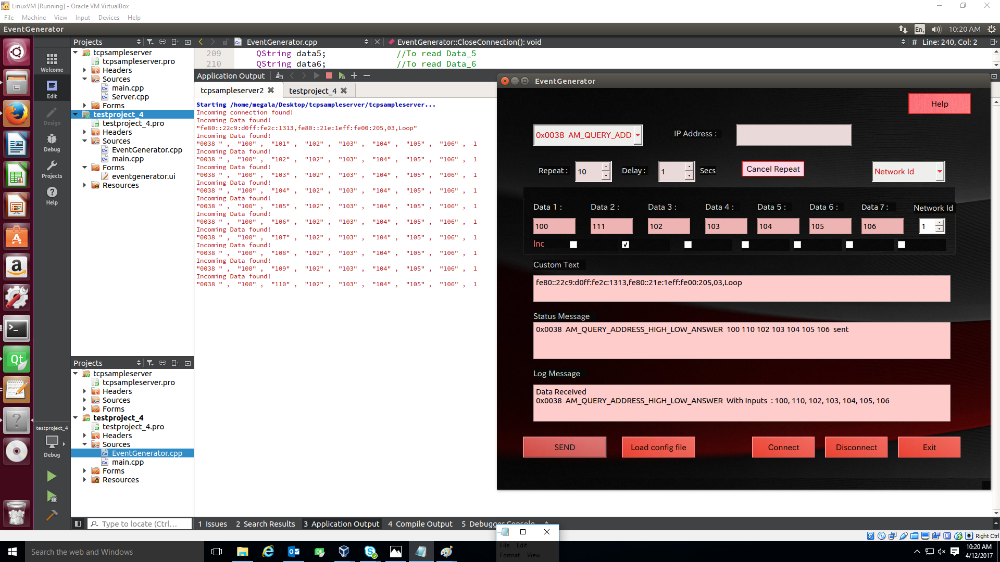 LinuxVM [Running] - Oracle VM VirtualBox
File Machine View Input Devices Help
EventGenerator
En 10:20 AM
Projects
EventGenerator.cpp
EventGenerator::CloseConnection(): void
# Line: 240, Col: 2
Welcome
Edit
Design
Debug
Projects
Help
tcpsampleserver
tcpsampleserver.pro
Headers
Sources
main.cpp
Server.cpp
Forms
testproject_4
testproject_4.pro
Headers
Sources
EventGenerator.cpp
main.cpp
Forms
eventgenerator.ui
Resources
209 QString data5; //To read Data_5
210 QString data6; //To read Data_6
Application Output
tcpsampleserver2 testproject_4
Starting /home/megala/Desktop/tcpsampleserver/tcpsampleserver...
Incoming connection found!
Incoming Data found!
"fe80::22c9:d0ff:fe2c:1313,fe80::21e:1eff:fe00:205,03,Loop"
Incoming Data found!
"0038 " , "100" , "101" , "102" , "103" , "104" , "105" , "106" , 1
Incoming Data found!
"0038 " , "100" , "102" , "102" , "103" , "104" , "105" , "106" , 1
Incoming Data found!
"0038 " , "100" , "103" , "102" , "103" , "104" , "105" , "106" , 1
Incoming Data found!
"0038 " , "100" , "104" , "102" , "103" , "104" , "105" , "106" , 1
Incoming Data found!
"0038 " , "100" , "105" , "102" , "103" , "104" , "105" , "106" , 1
Incoming Data found!
"0038 " , "100" , "106" , "102" , "103" , "104" , "105" , "106" , 1
Incoming Data found!
"0038 " , "100" , "107" , "102" , "103" , "104" , "105" , "106" , 1
Incoming Data found!
"0038 " , "100" , "108" , "102" , "103" , "104" , "105" , "106" , 1
Incoming Data found!
"0038 " , "100" , "109" , "102" , "103" , "104" , "105" , "106" , 1
Incoming Data found!
"0038 " , "100" , "110" , "102" , "103" , "104" , "105" , "106" , 1
EventGenerator
Help
0x0038 AM_QUERY_ADD IP Address :
Repeat : 10 Delay : 1 Secs Cancel Repeat Network Id
Data 1 : Data 2 : Data 3 : Data 4 : Data 5 : Data 6 : Data 7 : Network Id
100 111 102 103 104 105 106 1
Inc
Custom Text
fe80::22c9:d0ff:fe2c:1313,fe80::21e:1eff:fe00:205,03,Loop
Status Message
0x0038 AM_QUERY_ADDRESS_HIGH_LOW_ANSWER 100 110 102 103 104 105 106 sent
Log Message
Data Received
0x0038 AM_QUERY_ADDRESS_HIGH_LOW_ANSWER With Inputs : 100, 110, 102, 103, 104, 105, 106
SEND Load config file Connect Disconnect Exit
Projects
tcpsampleserver
tcpsampleserver.pro
Headers
Sources
Forms
testproject_4
testproject_4.pro
Headers
Sources
EventGenerator.cpp
main.cpp
Forms
Resources
testproject_4
Debug
Type to locate (Ctrl...
1 Issues 2 Search Results 3 Application Output 4 Compile Output 5 Debugger Console
Right Ctrl
File Edit
Format View
Search the web and Windows
10:20 AM
4/12/2017